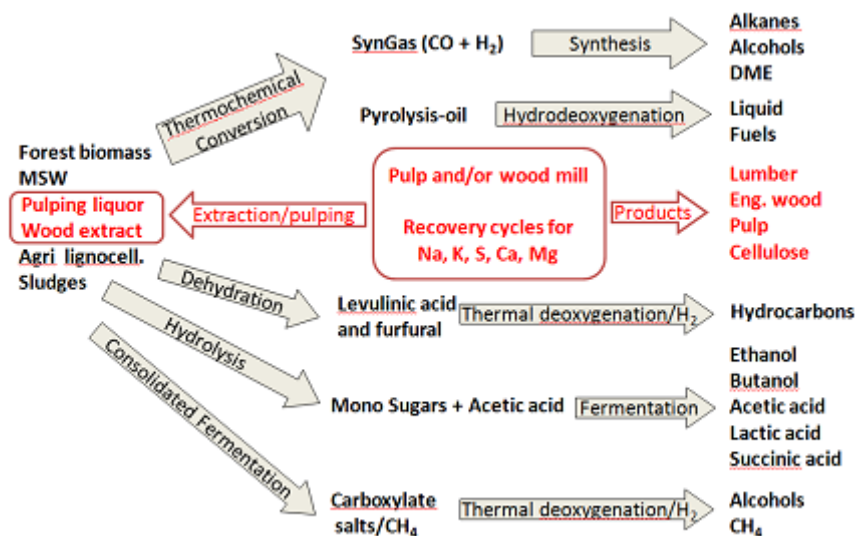 SynGas (CO + H₂)
Synthesis
Alkanes
Alcohols
DME
Thermochemical
Conversion
Pyrolysis-oil
Hydrodeoxygenation
Liquid
Fuels
Forest biomass
MSW
Pulping liquor
Wood extract
Agri lignocell.
Sludges
Extraction/pulping
Pulp and/or wood mill
Recovery cycles for
Na, K, S, Ca, Mg
Products
Lumber
Eng. wood
Pulp
Cellulose
Dehydration
Levulinic acid
and furfural
Thermal deoxygenation/H₂
Hydrocarbons
Hydrolysis
Mono Sugars + Acetic acid
Fermentation
Ethanol
Butanol
Acetic acid
Lactic acid
Succinic acid
Consolidated Fermentation
Carboxylate
salts/CH₄
Thermal deoxygenation/H₂
Alcohols
CH₄